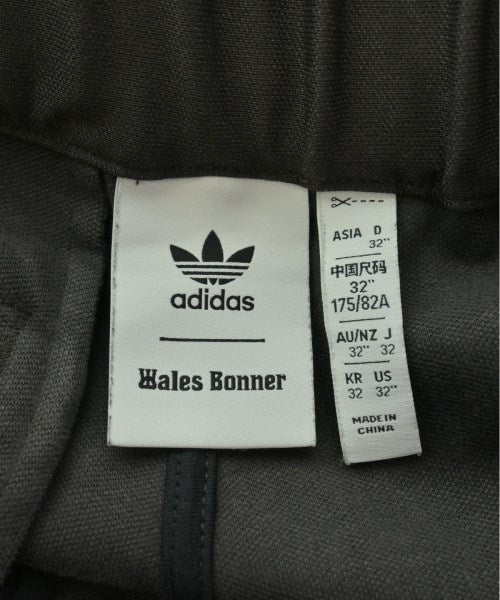 adidas
Wales Bonner
ASIA D
32"
中国尺码
32"
175/82A
AU/NZ J
32" 32
KR US
32 32"
MADE IN
CHINA